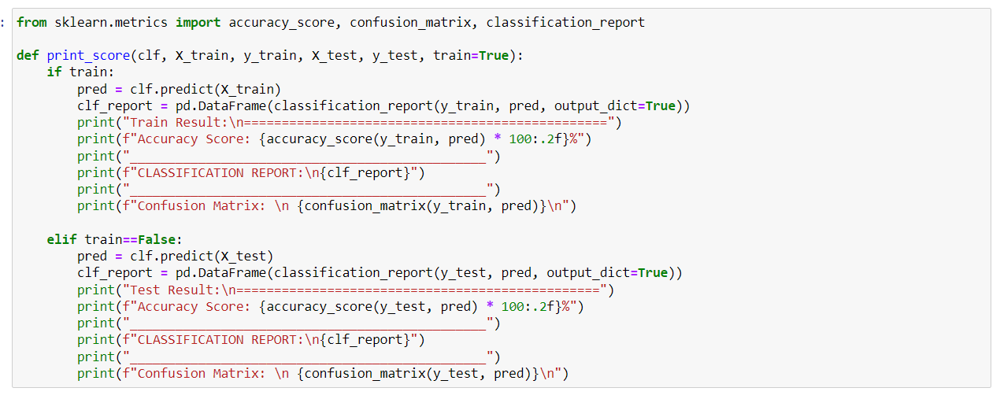 : from sklearn.metrics import accuracy_score, confusion_matrix, classification_report
def print_score(clf, X_train, y_train, X_test, y_test, train=True):
    if train:
        pred = clf.predict(X_train)
        clf_report = pd.DataFrame(classification_report(y_train, pred, output_dict=True))
        print("Train Result:\n================================================")
        print(f"Accuracy Score: {accuracy_score(y_train, pred) * 100:.2f}%")
        print("_______________________________________________")
        print(f"CLASSIFICATION REPORT:\n{clf_report}")
        print("_______________________________________________")
        print(f"Confusion Matrix: \n {confusion_matrix(y_train, pred)}\n")
    elif train==False:
        pred = clf.predict(X_test)
        clf_report = pd.DataFrame(classification_report(y_test, pred, output_dict=True))
        print("Test Result:\n================================================")
        print(f"Accuracy Score: {accuracy_score(y_test, pred) * 100:.2f}%")
        print("_______________________________________________")
        print(f"CLASSIFICATION REPORT:\n{clf_report}")
        print("_______________________________________________")
        print(f"Confusion Matrix: \n {confusion_matrix(y_test, pred)}\n")